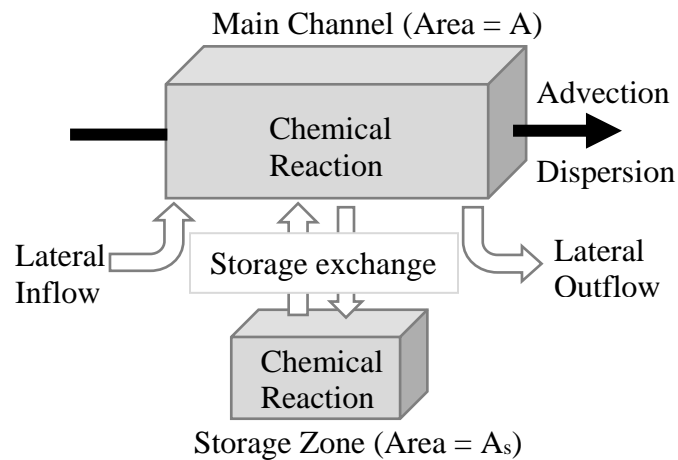 Main Channel (Area = A)
Advection
Chemical
Reaction
Dispersion
Lateral
Inflow
Storage exchange
Lateral
Outflow
Chemical
Reaction
Storage Zone (Area = Aₛ)